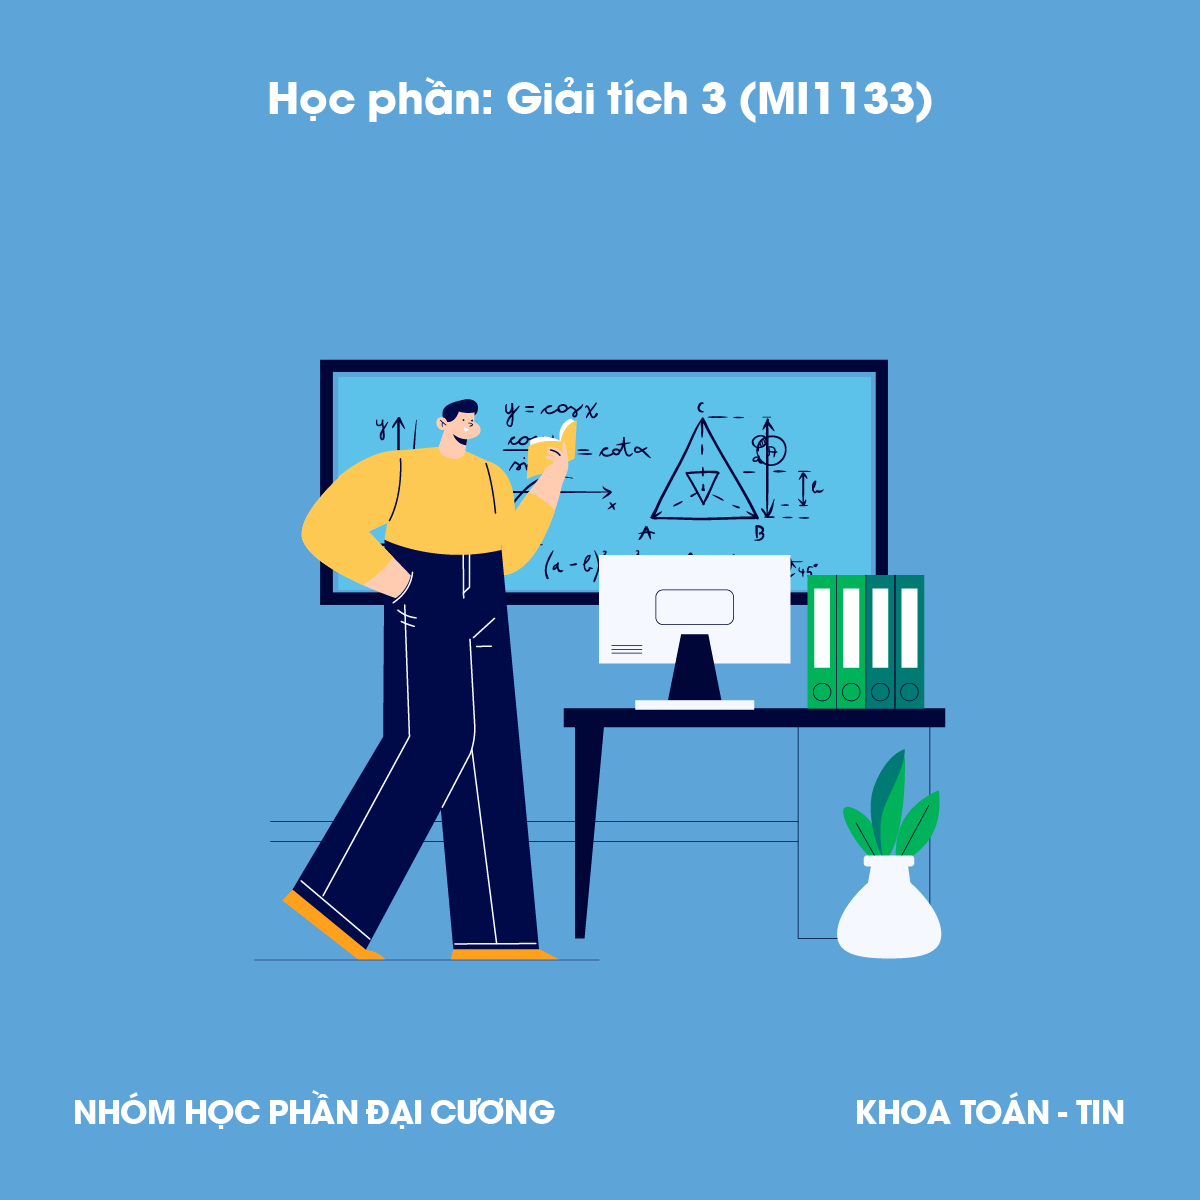 Học phần: Giải tích 3 (MI1133)
y
y = cosx
= cotα
x
C
A
B
h
(a - b)
45°
NHÓM HỌC PHẦN ĐẠI CƯƠNG
KHOA TOÁN - TIN